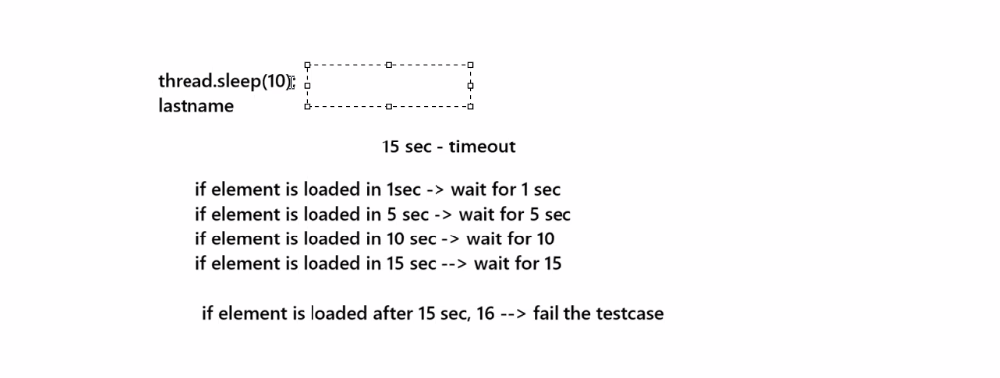 thread.sleep(10);
lastname
15 sec - timeout
if element is loaded in 1sec -> wait for 1 sec
if element is loaded in 5 sec -> wait for 5 sec
if element is loaded in 10 sec -> wait for 10
if element is loaded in 15 sec --> wait for 15
if element is loaded after 15 sec, 16 --> fail the testcase